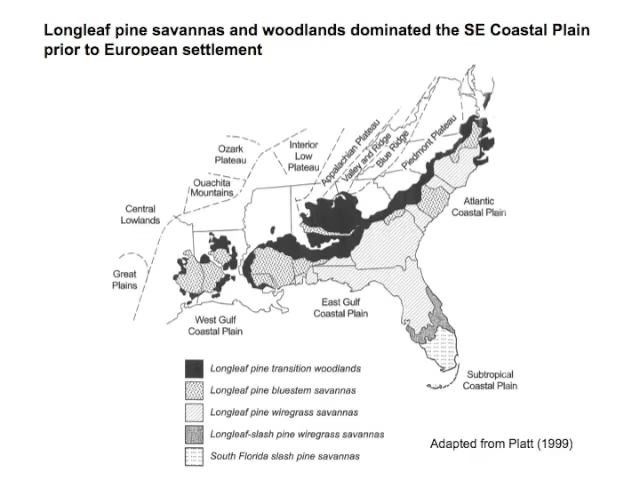 Longleaf pine savannas and woodlands dominated the SE Coastal Plain
prior to European settlement
Ozark
Plateau
Interior
Low
Plateau
Appalachian Plateau
Valley and Ridge
Blue Ridge
Piedmont Plateau
Ouachita
Mountains
Central
Lowlands
Atlantic
Coastal Plain
Great
Plains
East Gulf
Coastal Plain
West Gulf
Coastal Plain
Subtropical
Coastal Plain
Longleaf pine transition woodlands
Longleaf pine bluestem savannas
Longleaf pine wiregrass savannas
Longleaf-slash pine wiregrass savannas
South Florida slash pine savannas
Adapted from Platt (1999)